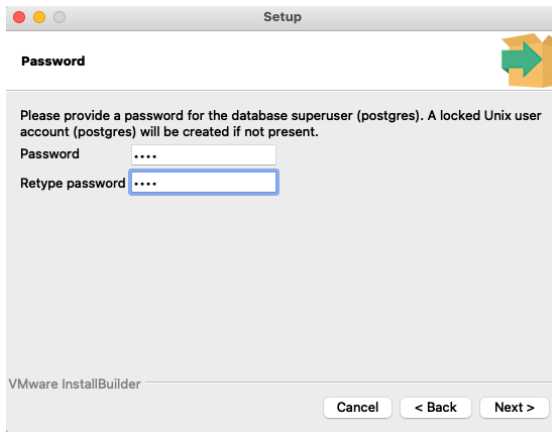 Setup
Password
Please provide a password for the database superuser (postgres). A locked Unix user
account (postgres) will be created if not present.
Password ••••
Retype password ••••
VMware InstallBuilder
Cancel < Back Next >